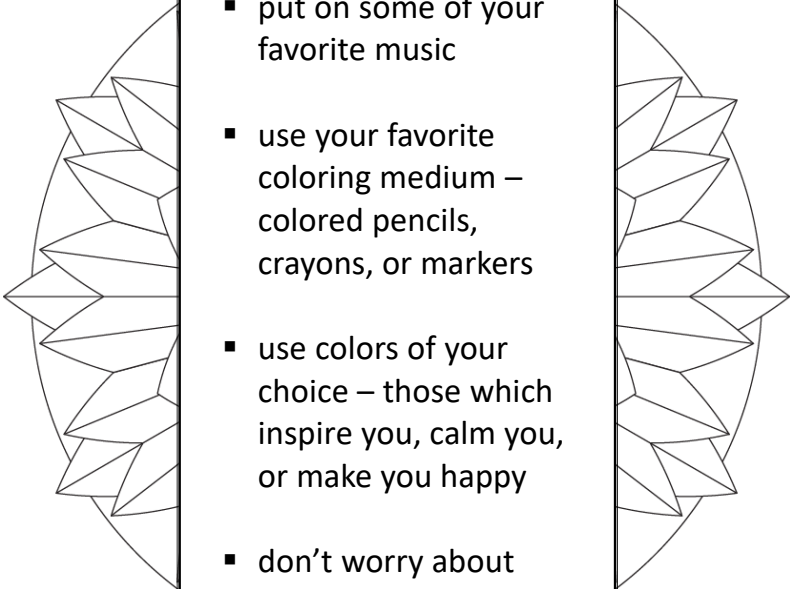 ▪ put on some of your
favorite music
▪ use your favorite
coloring medium –
colored pencils,
crayons, or markers
▪ use colors of your
choice – those which
inspire you, calm you,
or make you happy
▪ don’t worry about